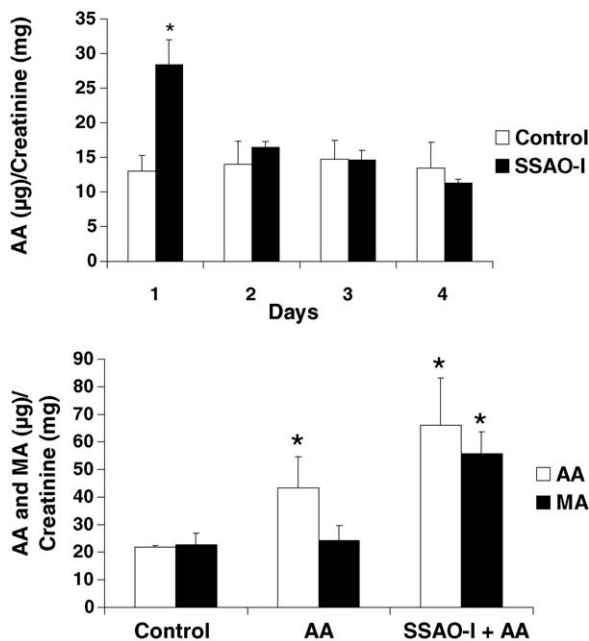 AA (µg)/Creatinine (mg)
35
30
25
20
15
10
5
0
*
1 2 3 4
Days
Control
SSAO-I
AA and MA (µg)/
Creatinine (mg)
90
80
70
60
50
40
30
20
10
0
*
* *
AA
MA
Control AA SSAO-I + AA